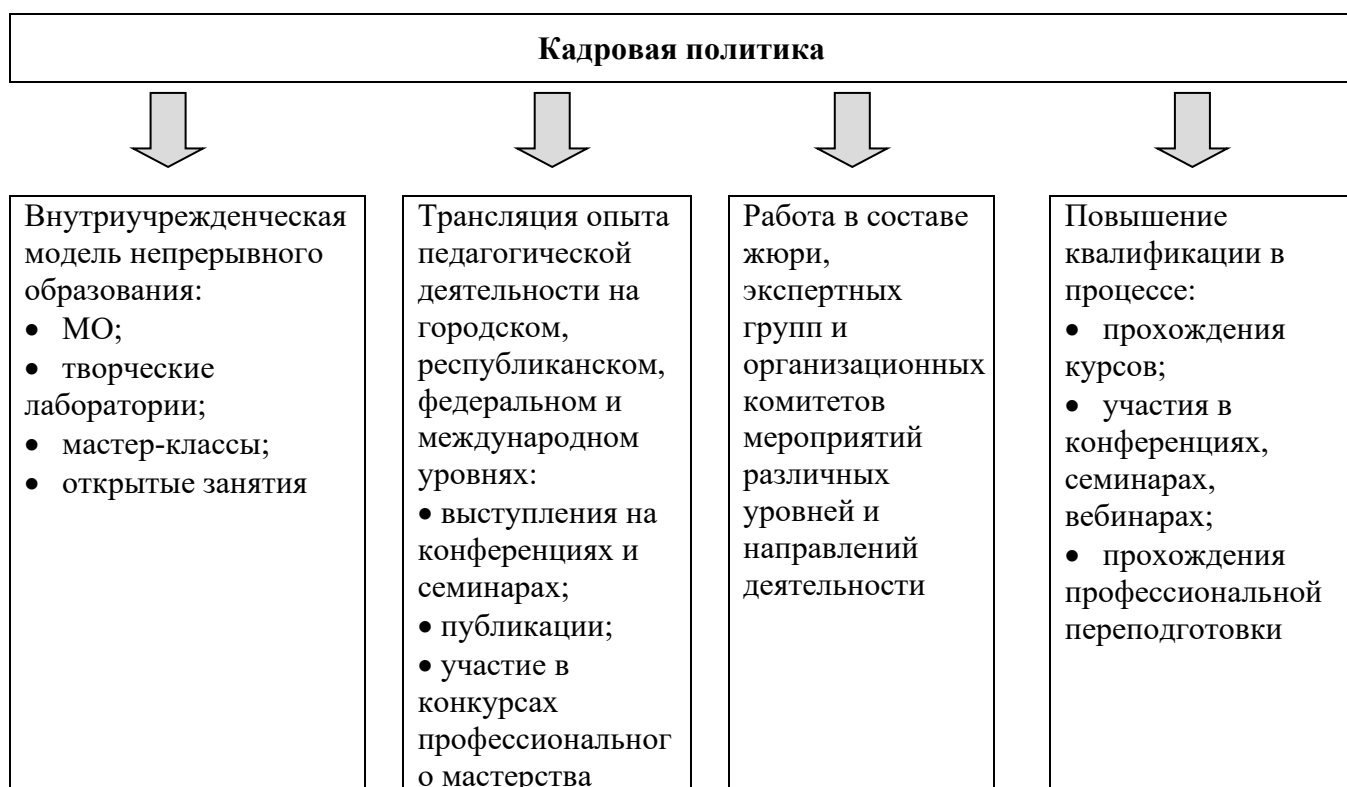 Кадровая политика
Внутриучрежденческая
модель непрерывного
образования:
• МО;
• творческие
лаборатории;
• мастер-классы;
• открытые занятия
Трансляция опыта
педагогической
деятельности на
городском,
республиканском,
федеральном и
международном
уровнях:
• выступления на
конференциях и
семинарах;
• публикации;
• участие в
конкурсах
профессиональног
о мастерства
Работа в составе
жюри,
экспертных
групп и
организационных
комитетов
мероприятий
различных
уровней и
направлений
деятельности
Повышение
квалификации в
процессе:
• прохождения
курсов;
• участия в
конференциях,
семинарах,
вебинарах;
• прохождения
профессиональной
переподготовки